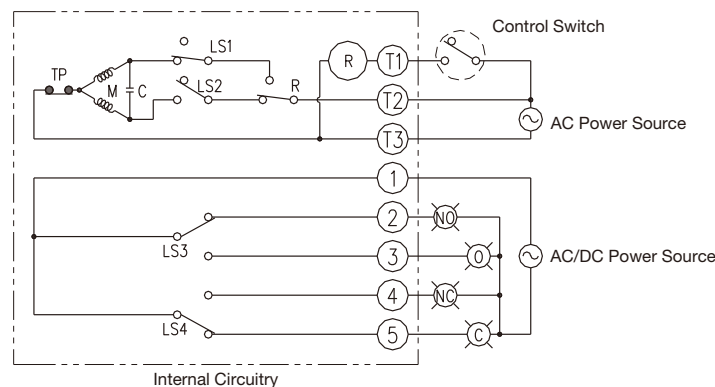 Control Switch
LS1
R
T1
TP
M
C
LS2
R
T2
AC Power Source
T3
1
2
NO
LS3
3
O
AC/DC Power Source
4
NC
LS4
5
C
Internal Circuitry